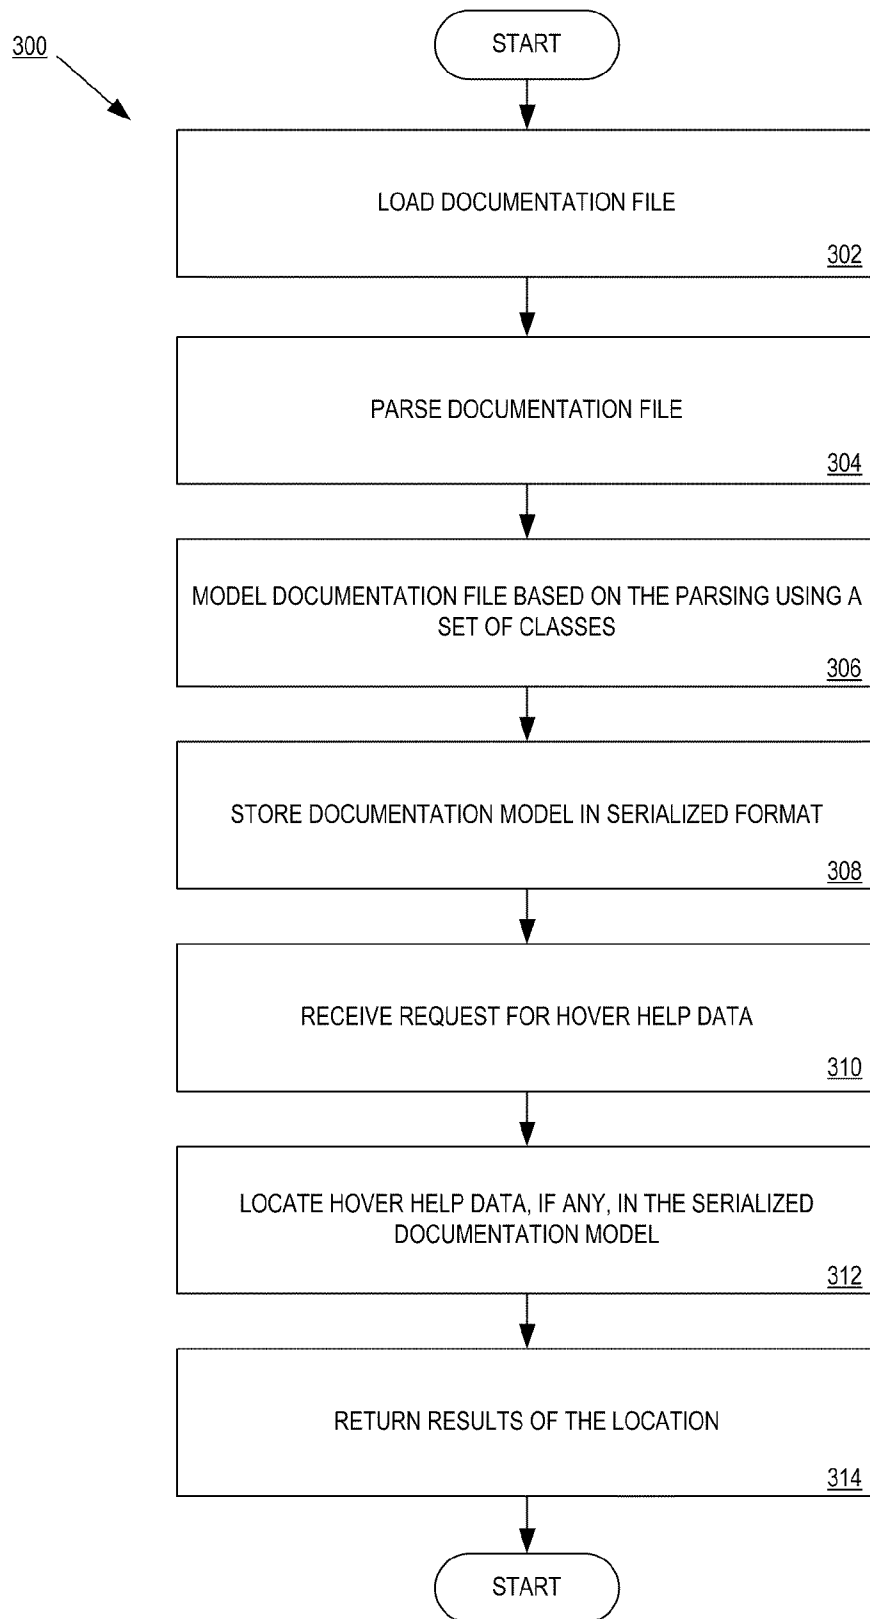 300
START
LOAD DOCUMENTATION FILE
302
PARSE DOCUMENTATION FILE
304
MODEL DOCUMENTATION FILE BASED ON THE PARSING USING A
SET OF CLASSES
306
STORE DOCUMENTATION MODEL IN SERIALIZED FORMAT
308
RECEIVE REQUEST FOR HOVER HELP DATA
310
LOCATE HOVER HELP DATA, IF ANY, IN THE SERIALIZED
DOCUMENTATION MODEL
312
RETURN RESULTS OF THE LOCATION
314
START